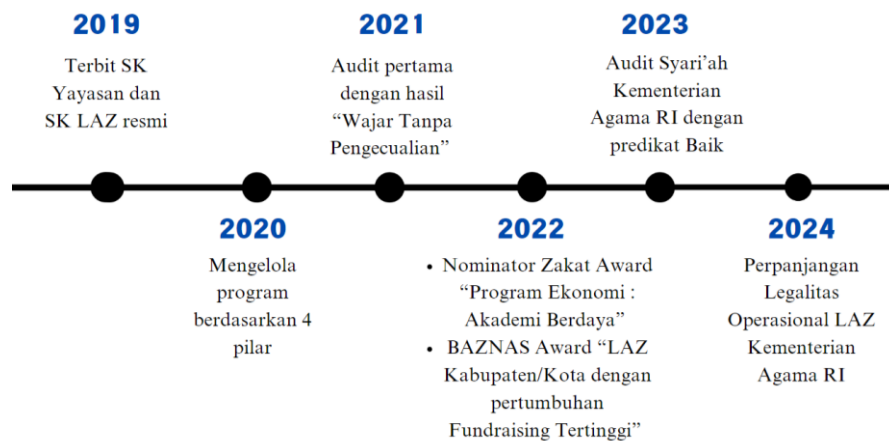 2019
Terbit SK
Yayasan dan
SK LAZ resmi
2020
Mengelola
program
berdasarkan 4
pilar
2021
Audit pertama
dengan hasil
“Wajar Tanpa
Pengecualian”
2022
• Nominator Zakat Award
“Program Ekonomi :
Akademi Berdaya”
• BAZNAS Award “LAZ
Kabupaten/Kota dengan
pertumbuhan
Fundraising Tertinggi”
2023
Audit Syari’ah
Kementerian
Agama RI dengan
predikat Baik
2024
Perpanjangan
Legalitas
Operasional LAZ
Kementerian
Agama RI